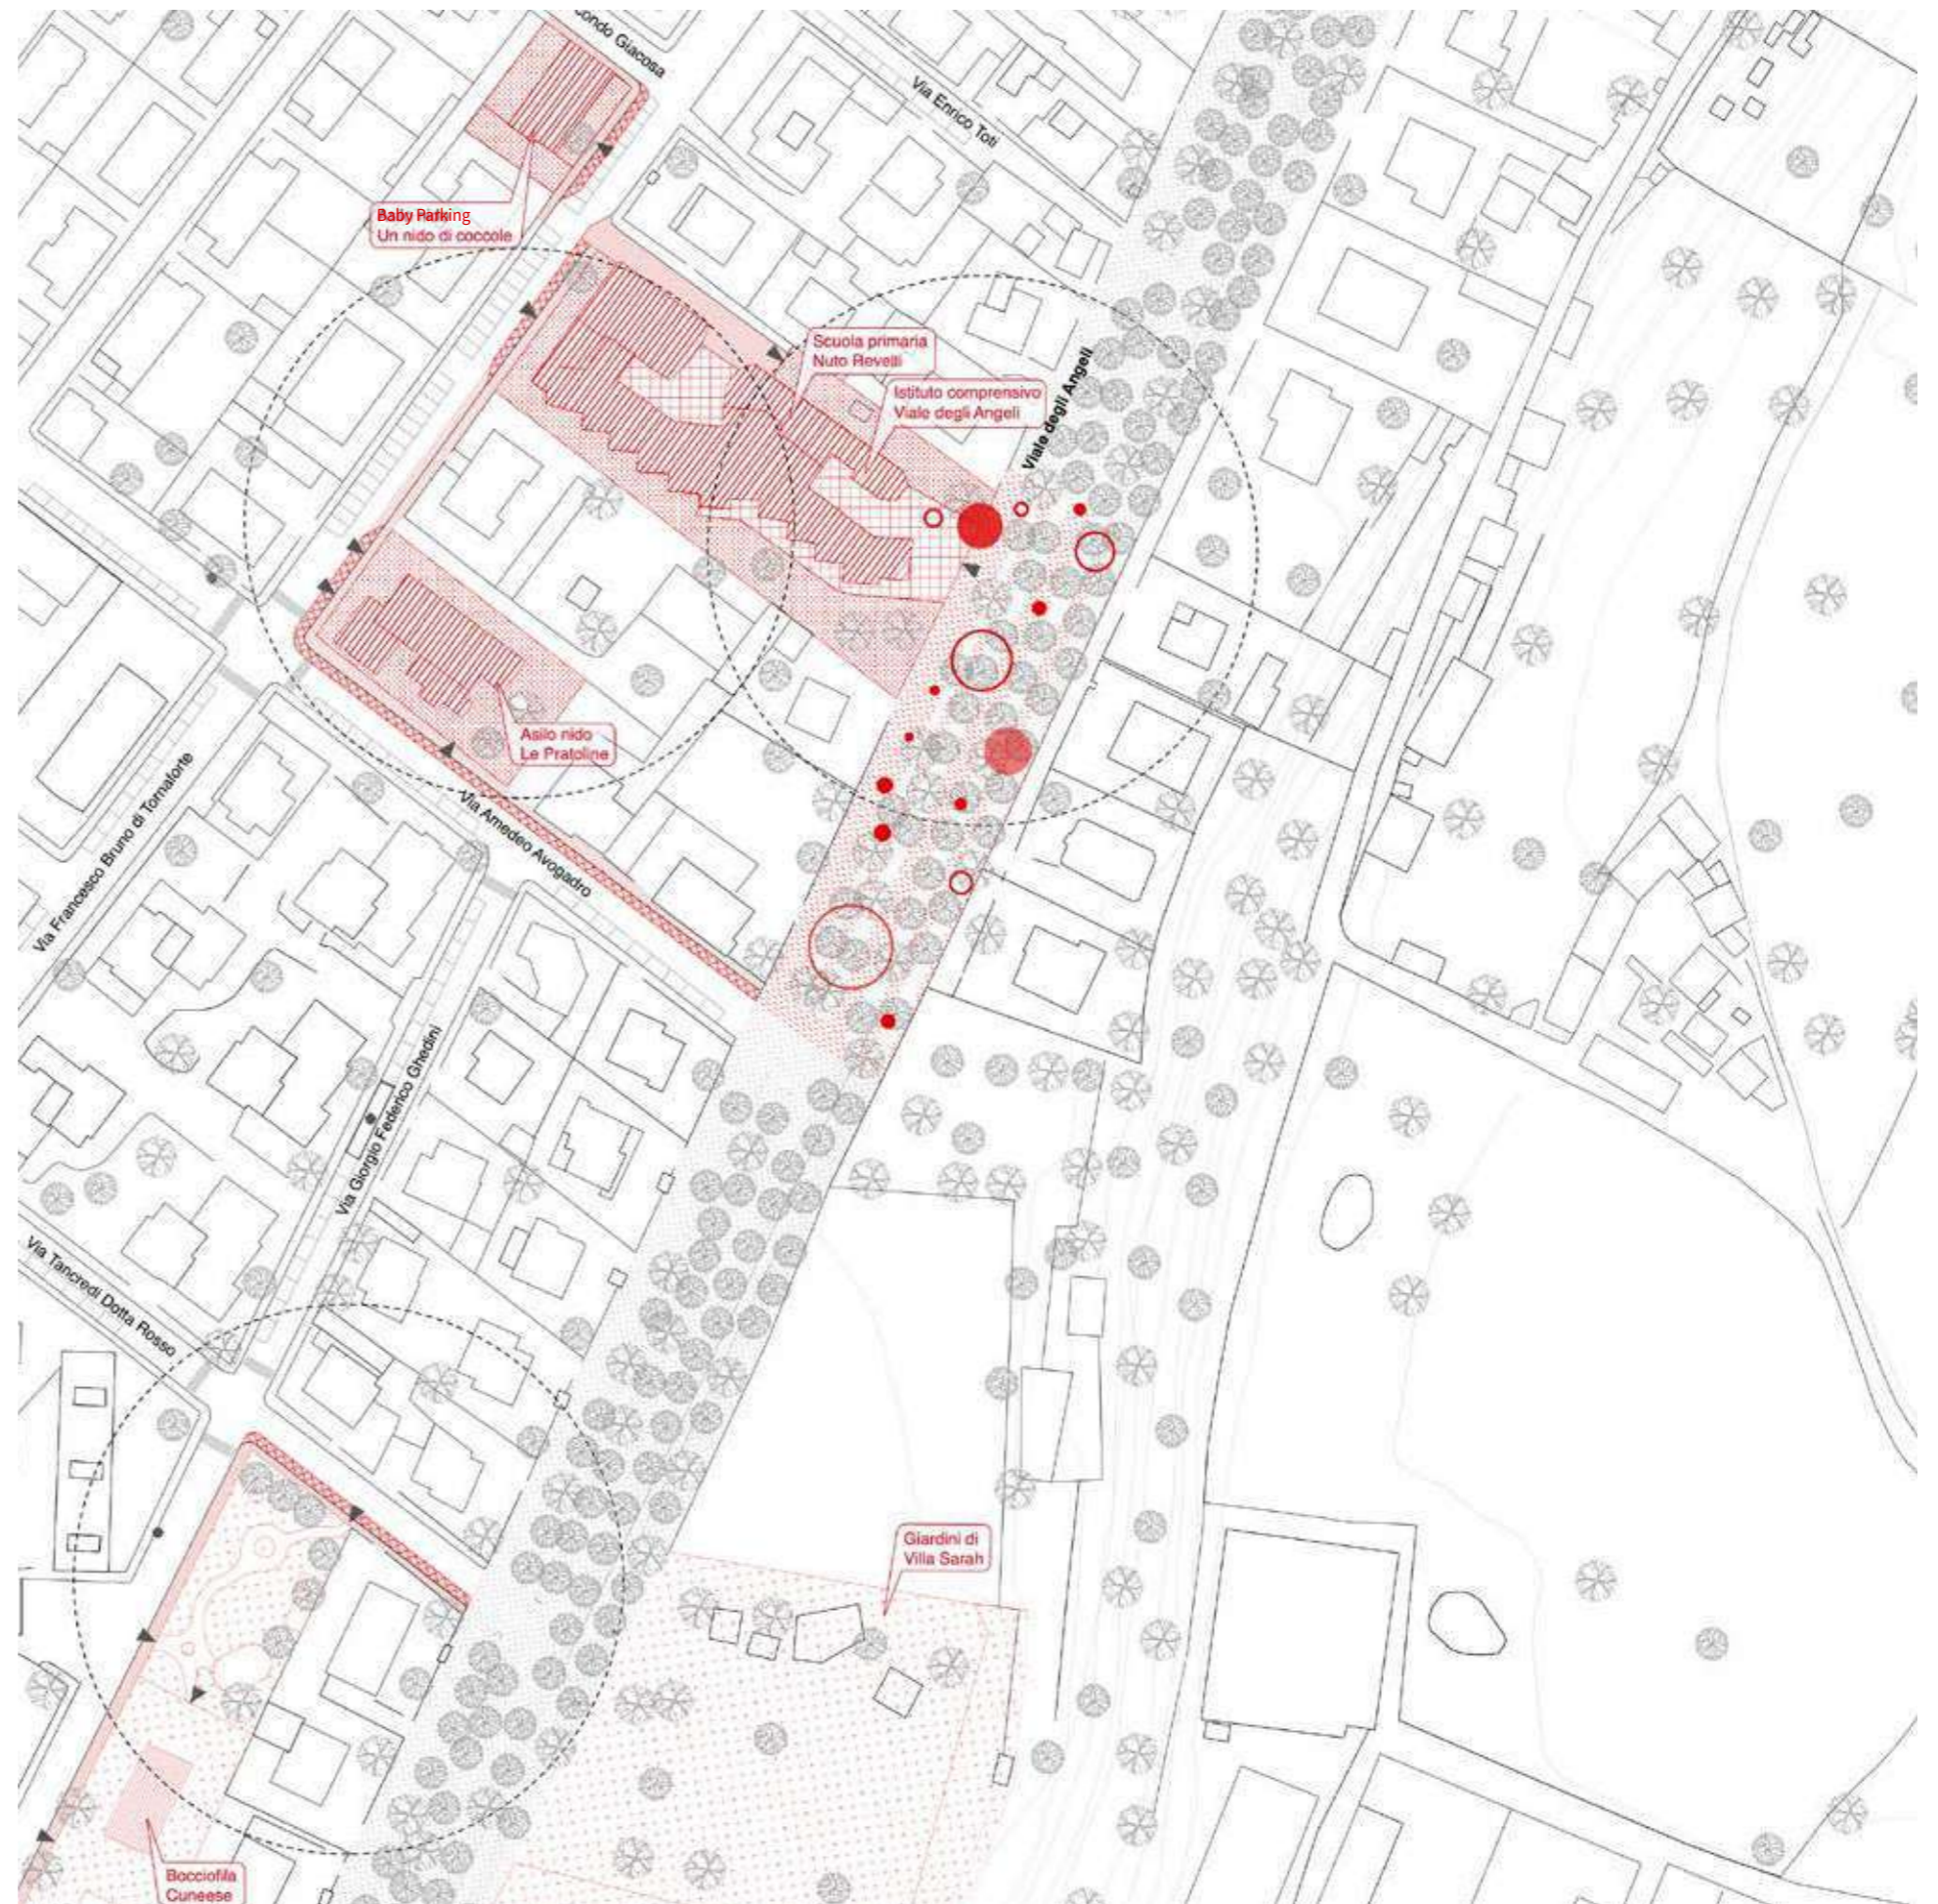 ondo Giacosa
Via Enrico Toti
Baby Parking
Un nido di coccole
Scuola primaria
Nuto Revelli
Istituto comprensivo
Viale degli Angeli
Viale degli Angeli
Asilo nido
Le Pratoline
Via Amedeo Avogadro
Via Francesco Bruno di Tornaforte
Via Giorgio Federico Ghedini
Via Tancredi Dotta Rosso
Giardini di
Villa Sarah
Bocciofila
Cuneese